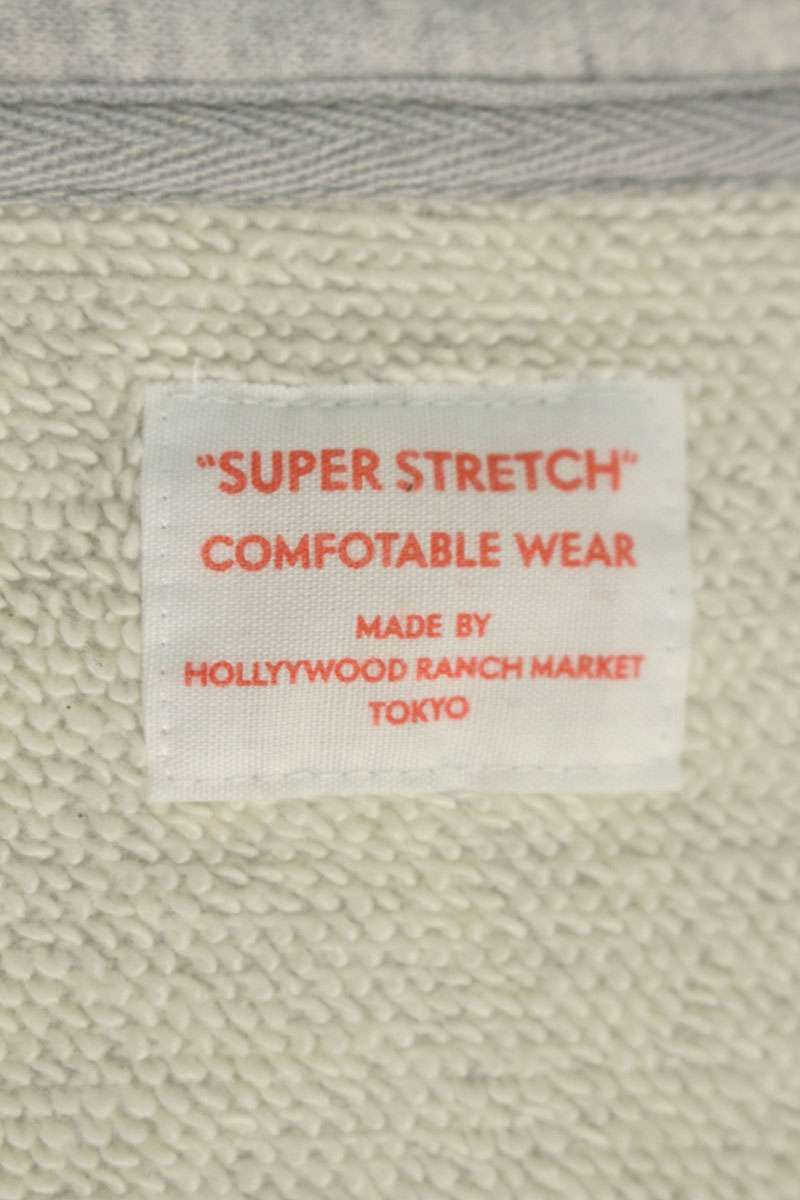 "SUPER STRETCH"
COMFOTABLE WEAR
MADE BY
HOLLYYWOOD RANCH MARKET
TOKYO